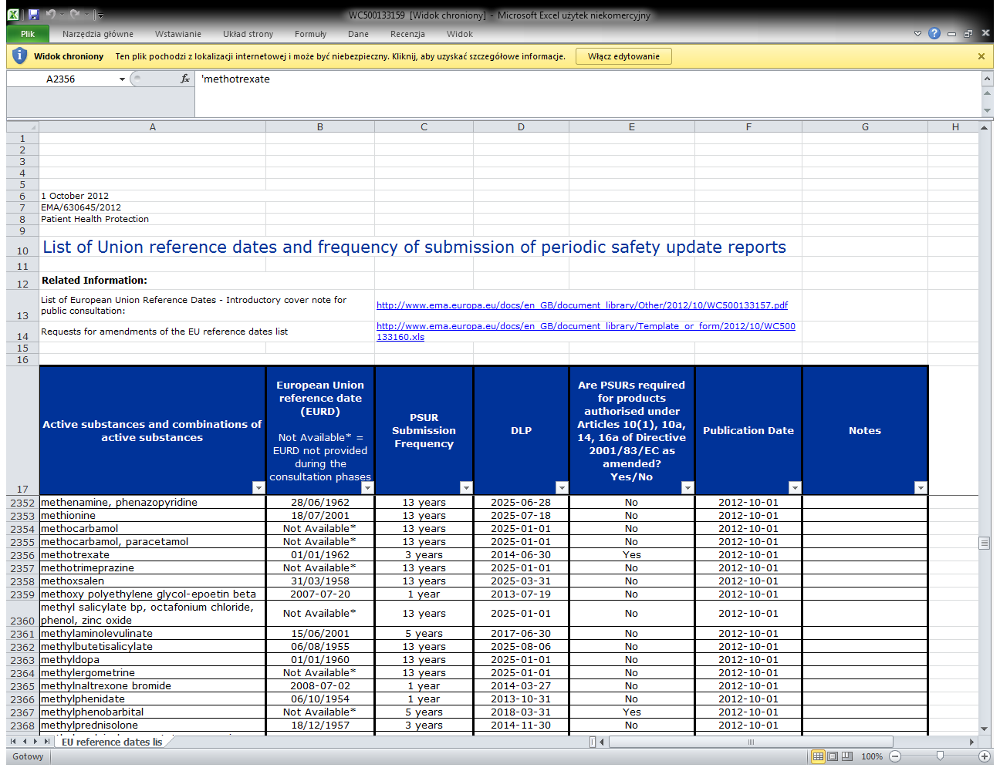 WC500133159 [Widok chroniony] - Microsoft Excel użytek niekomercyjny
Plik Narzędzia główne Wstawianie Układ strony Formuły Dane Recenzja Widok
Widok chroniony Ten plik pochodzi z lokalizacji internetowej i może być niebezpieczny. Kliknij, aby uzyskać szczegółowe informacje. Włącz edytowanie
A2356 fx 'methotrexate
A B C D E F G H
1
2
3
4
5
6 1 October 2012
7 EMA/630645/2012
8 Patient Health Protection
9
10 List of Union reference dates and frequency of submission of periodic safety update reports
11
12 Related Information:
13 List of European Union Reference Dates - Introductory cover note for
public consultation:
http://www.ema.europa.eu/docs/en_GB/document_library/Other/2012/10/WC500133157.pdf
14 Requests for amendments of the EU reference dates list
http://www.ema.europa.eu/docs/en_GB/document_library/Template_or_form/2012/10/WC500
133160.xls
15
16
17
Active substances and combinations of
active substances
European Union
reference date
(EURD)
Not Available* =
EURD not provided
during the
consultation phases
PSUR
Submission
Frequency
DLP
Are PSURs required
for products
authorised under
Articles 10(1), 10a,
14, 16a of Directive
2001/83/EC as
amended?
Yes/No
Publication Date
Notes
2352 methenamine, phenazopyridine 28/06/1962 13 years 2025-06-28 No 2012-10-01
2353 methionine 18/07/2001 13 years 2025-07-18 No 2012-10-01
2354 methocarbamol Not Available* 13 years 2025-01-01 No 2012-10-01
2355 methocarbamol, paracetamol Not Available* 13 years 2025-01-01 No 2012-10-01
2356 methotrexate 01/01/1962 3 years 2014-06-30 Yes 2012-10-01
2357 methotrimeprazine Not Available* 13 years 2025-01-01 No 2012-10-01
2358 methoxsalen 31/03/1958 13 years 2025-03-31 No 2012-10-01
2359 methoxy polyethylene glycol-epoetin beta 2007-07-20 1 year 2013-07-19 No 2012-10-01
2360 methyl salicylate bp, octafonium chloride,
phenol, zinc oxide Not Available* 13 years 2025-01-01 No 2012-10-01
2361 methylaminolevulinate 15/06/2001 5 years 2017-06-30 No 2012-10-01
2362 methylbutetisalicylate 06/08/1955 13 years 2025-08-06 No 2012-10-01
2363 methyldopa 01/01/1960 13 years 2025-01-01 No 2012-10-01
2364 methylergometrine Not Available* 13 years 2025-01-01 No 2012-10-01
2365 methylnaltrexone bromide 2008-07-02 1 year 2014-03-27 No 2012-10-01
2366 methylphenidate 06/10/1954 1 year 2013-10-31 No 2012-10-01
2367 methylphenobarbital Not Available* 5 years 2018-03-31 Yes 2012-10-01
2368 methylprednisolone 18/12/1957 3 years 2014-11-30 No 2012-10-01
EU reference dates lis
Gotowy 100%